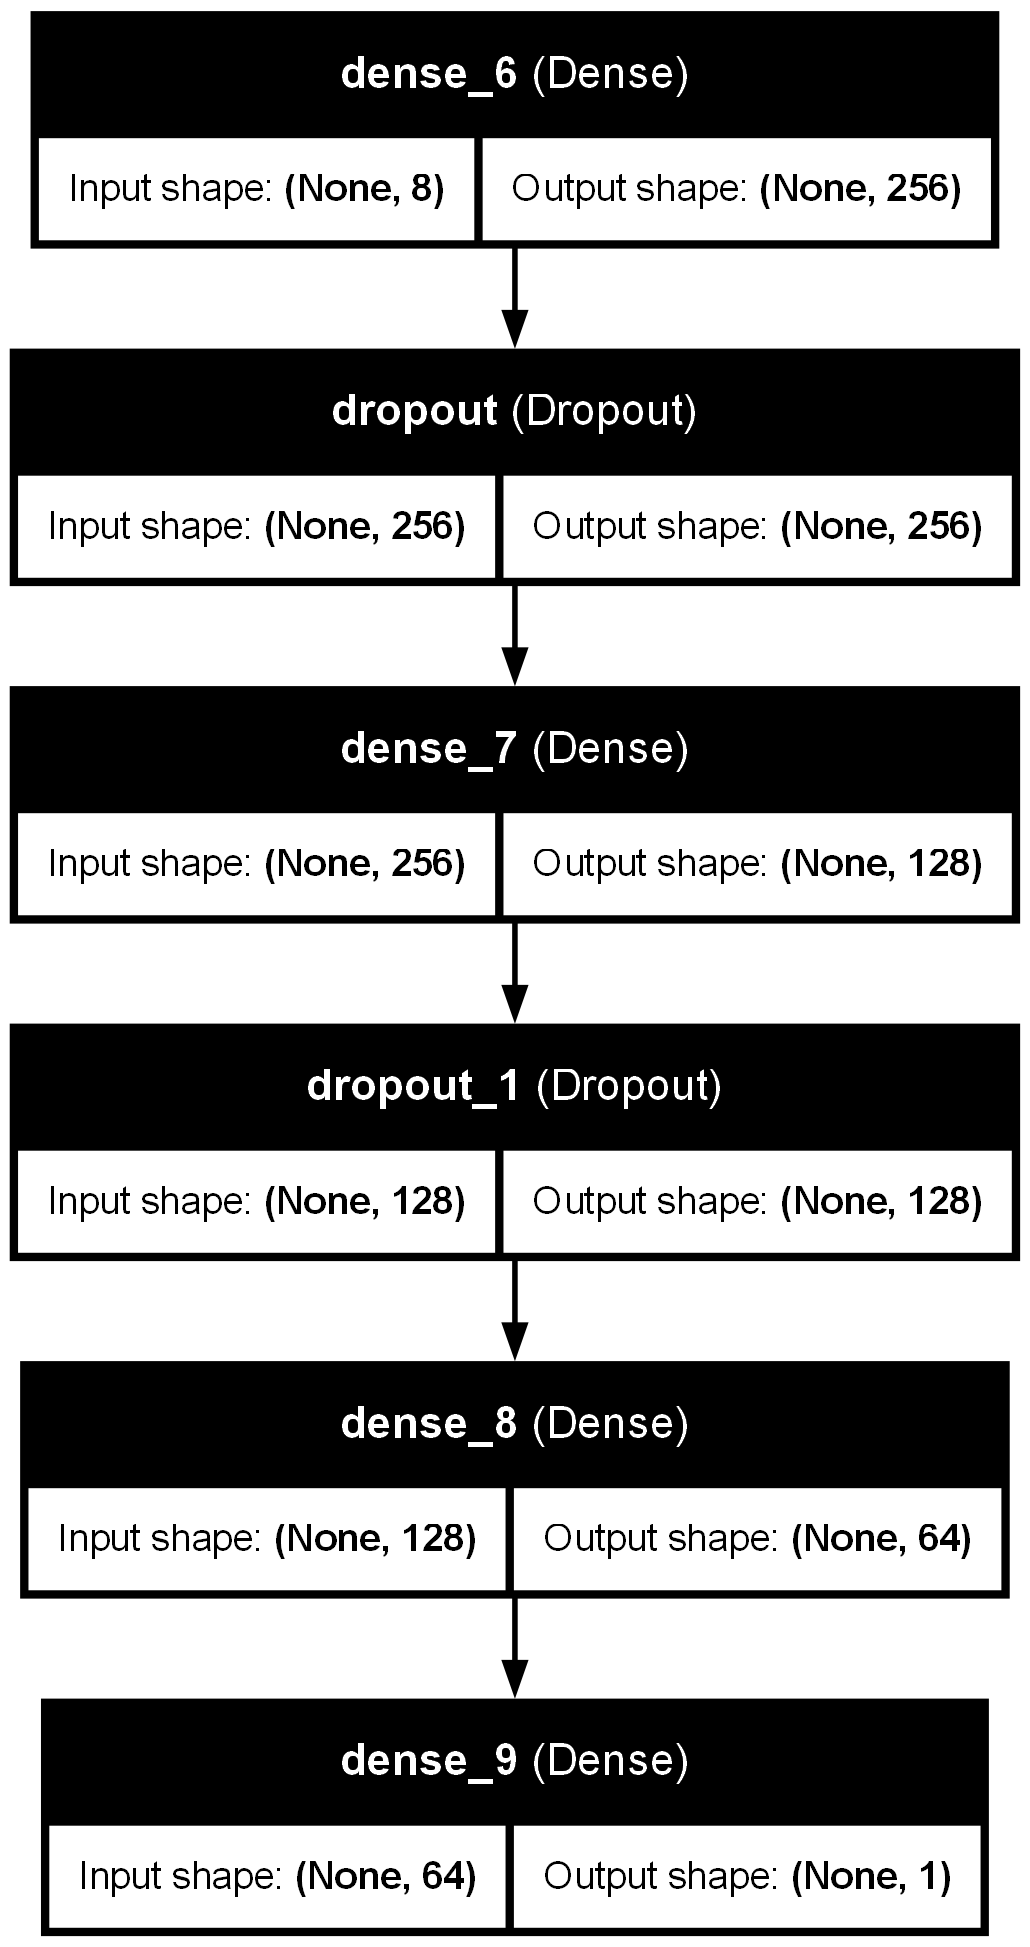 dense_6 (Dense)
Input shape: (None, 8) Output shape: (None, 256)
dropout (Dropout)
Input shape: (None, 256) Output shape: (None, 256)
dense_7 (Dense)
Input shape: (None, 256) Output shape: (None, 128)
dropout_1 (Dropout)
Input shape: (None, 128) Output shape: (None, 128)
dense_8 (Dense)
Input shape: (None, 128) Output shape: (None, 64)
dense_9 (Dense)
Input shape: (None, 64) Output shape: (None, 1)